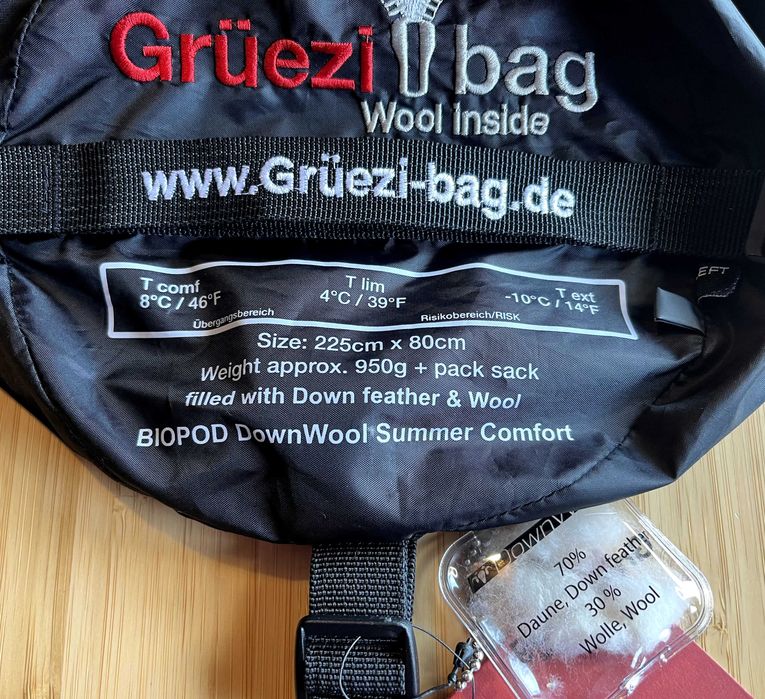 Grüezi bag
Wool Inside
www.Grüezi-bag.de
EFT
T comf T lim T ext
8°C / 46°F 4°C / 39°F -10°C / 14°F
Übergangsbereich Risikobereich/RISK
Size: 225cm x 80cm
Weight approx. 950g + pack sack
filled with Down feather & Wool
BIOPOD DownWool Summer Comfort
70%
Daune, Down feather
30 %
Wolle, Wool